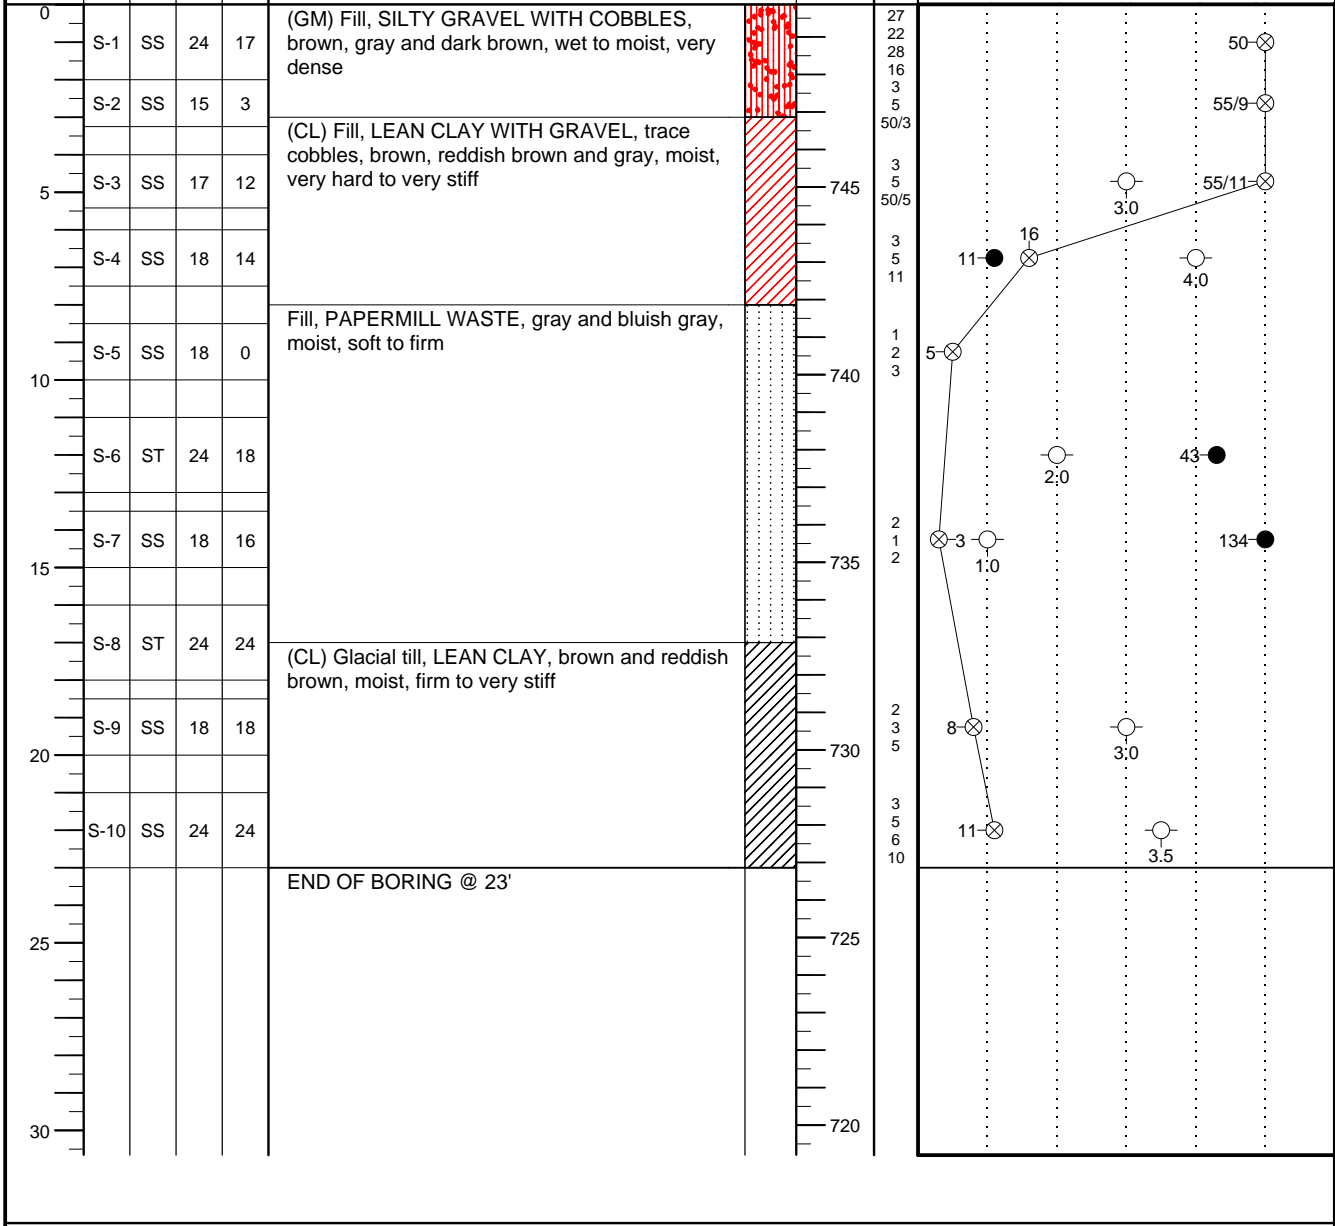 0
S-1 SS 24 17
(GM) Fill, SILTY GRAVEL WITH COBBLES,
brown, gray and dark brown, wet to moist, very
dense
27
22
28
16
50
S-2 SS 15 3
3
5
50/3
55/9
(CL) Fill, LEAN CLAY WITH GRAVEL, trace
cobbles, brown, reddish brown and gray, moist,
very hard to very stiff
5
S-3 SS 17 12
745
3
5
50/5
3.0
55/11
S-4 SS 18 14
3
5
11
11
16
4.0
Fill, PAPERMILL WASTE, gray and bluish gray,
moist, soft to firm
S-5 SS 18 0
1
2
3
5
10
740
S-6 ST 24 18
2.0
43
S-7 SS 18 16
2
1
2
3
1.0
134
15
735
S-8 ST 24 24
(CL) Glacial till, LEAN CLAY, brown and reddish
brown, moist, firm to very stiff
S-9 SS 18 18
2
3
5
8
3.0
20
730
S-10 SS 24 24
3
5
6
10
11
3.5
END OF BORING @ 23'
25
725
30
720